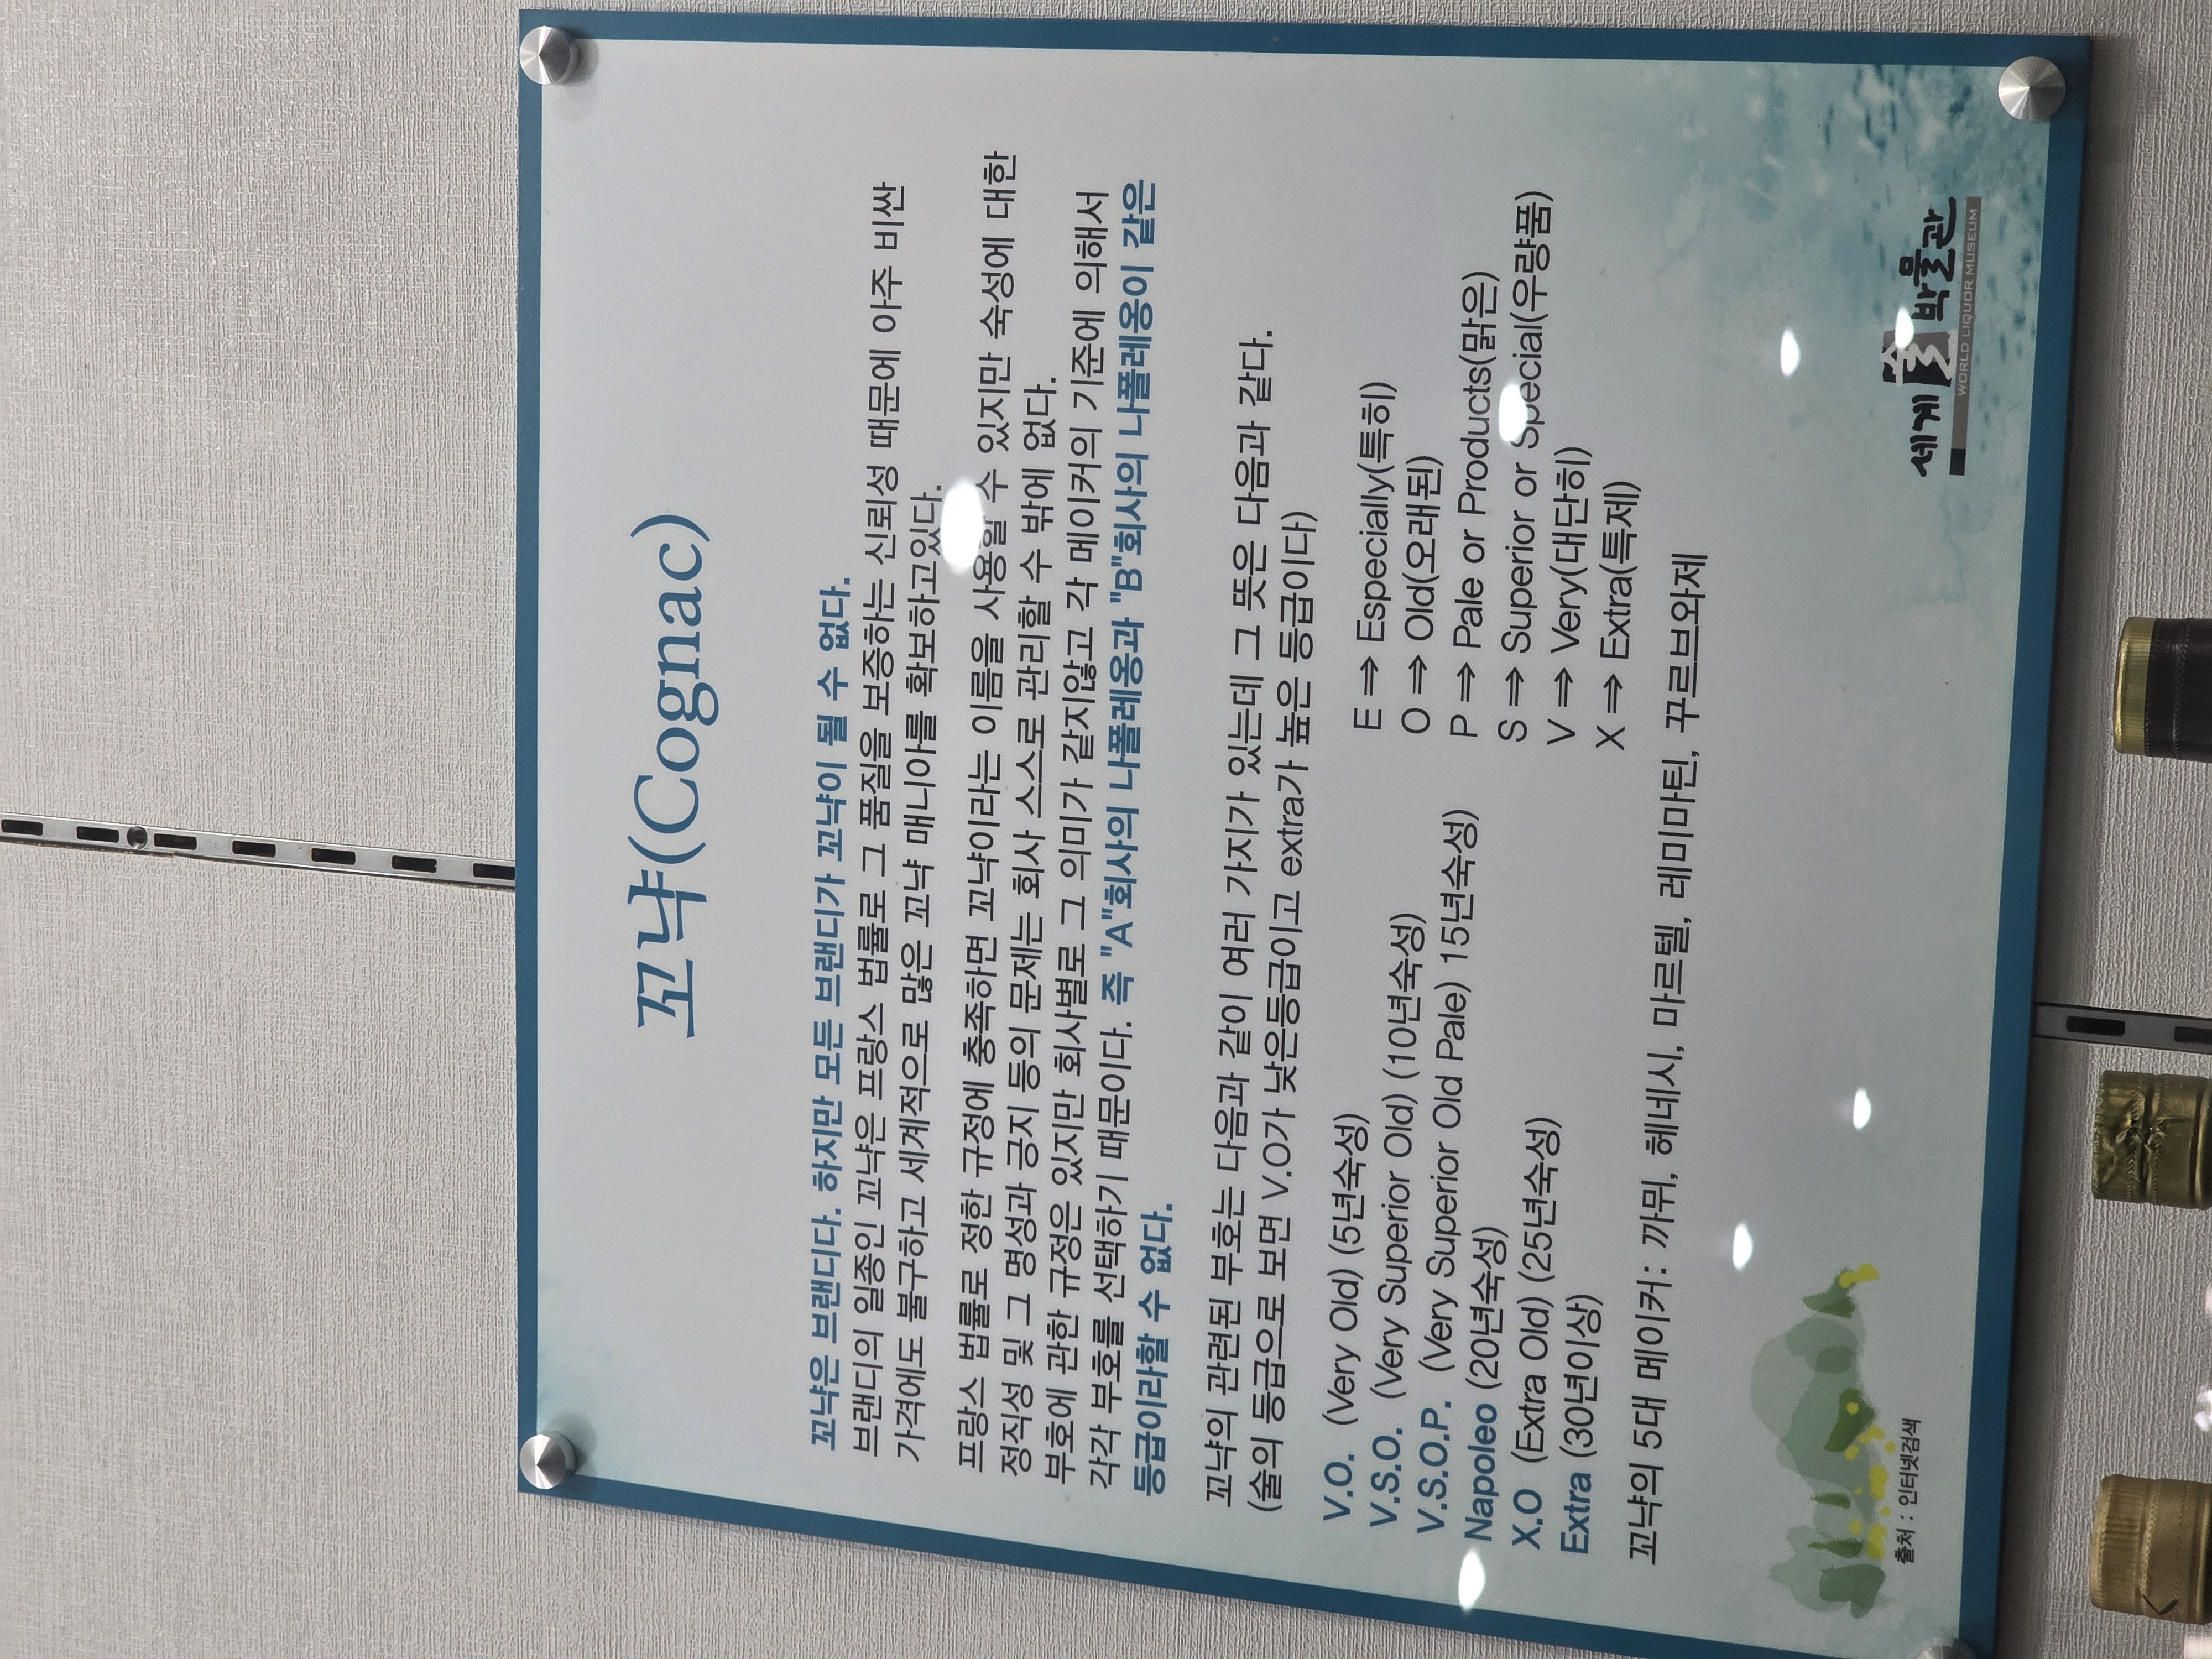 꼬냑(Cognac)
꼬냑은 브랜디다. 하지만 모든 브랜디가 꼬냑이 될 수 없다.
브랜디의 일종인 꼬냑은 프랑스 법률로 그 품질을 보증하는 신뢰성 때문에 아주 비싼
가격에도 불구하고 세계적으로 많은 꼬냑 매니아를 확보하고있다.
프랑스 법률로 정한 규정에 충족하면 꼬냑이라는 이름을 사용할 수 있지만 숙성에 대한
정직성 및 그 명성과 긍지 등의 문제는 회사 스스로 관리할 수 밖에 없다.
부호에 관한 규정은 있지만 회사별로 그 의미가 같지않고 각 메이커의 기준에 의해서
각각 부호를 선택하기 때문이다. 즉 "A"회사의 나폴레옹과 "B"회사의 나폴레옹이 같은
등급이라할 수 없다.
꼬냑의 관련된 부호는 다음과 같이 여러 가지가 있는데 그 뜻은 다음과 같다.
(술의 등급으로 보면 V.O가 낮은등급이고 extra가 높은 등급이다)
V.O. (Very Old) (5년숙성)
V.S.O. (Very Superior Old) (10년숙성)
V.S.O.P. (Very Superior Old Pale) 15년숙성)
Napoleo (20년숙성)
X.O (Extra Old) (25년숙성)
Extra (30년이상)
E ⇒ Especially(특히)
O ⇒ Old(오래된)
P ⇒ Pale or Products(맑은)
S ⇒ Superior or Special(우량품)
V ⇒ Very(대단히)
X ⇒ Extra(특제)
꼬냑의 5대 메이커: 까뮈, 헤네시, 마르텔, 레미마틴, 꾸르브와제
출처 : 인터넷검색
세계 술 박물관
WORLD LIQUOR MUSEUM